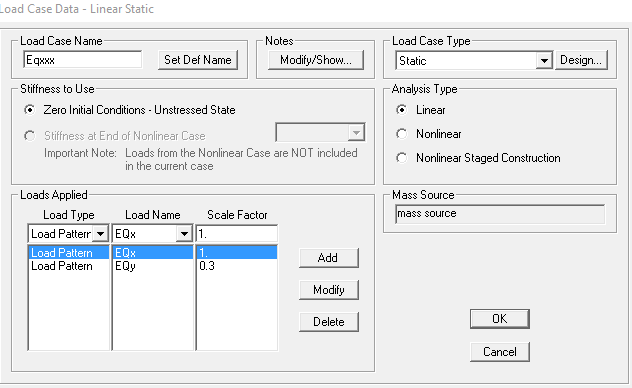 Load Case Data - Linear Static
Load Case Name
Eqxxx
Set Def Name
Notes
Modify/Show...
Load Case Type
Static
Design...
Stiffness to Use
Zero Initial Conditions - Unstressed State
Stiffness at End of Nonlinear Case
Important Note: Loads from the Nonlinear Case are NOT included
in the current case
Analysis Type
Linear
Nonlinear
Nonlinear Staged Construction
Loads Applied
Load Type Load Name Scale Factor
Load Pattern EQx 1.
Load Pattern EQx 1.
Load Pattern EQy 0.3
Add
Modify
Delete
Mass Source
mass source
OK
Cancel